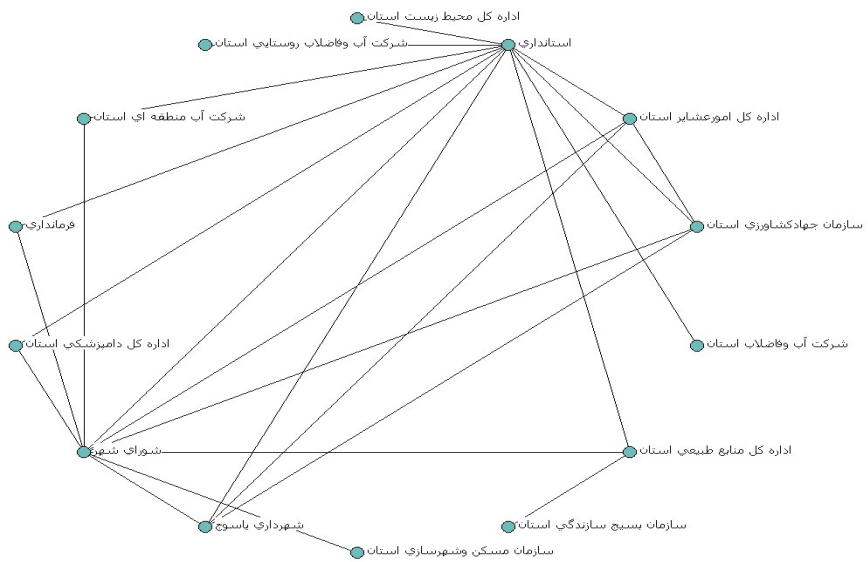 اداره کل محیط زیست استان
استانداري
شرکت آب وفاضلاب روستايي استان
شرکت آب منطقه اي استان
اداره کل امورعشاير استان
فرمانداري
سازمان جهادکشاورزي استان
اداره کل دامپزشکي استان
شرکت آب وفاضلاب استان
شوراي شهر
اداره کل منابع طبيعي استان
شهرداري ياسوج
سازمان بسيج سازندگي استان
سازمان مسکن وشهرسازي استان